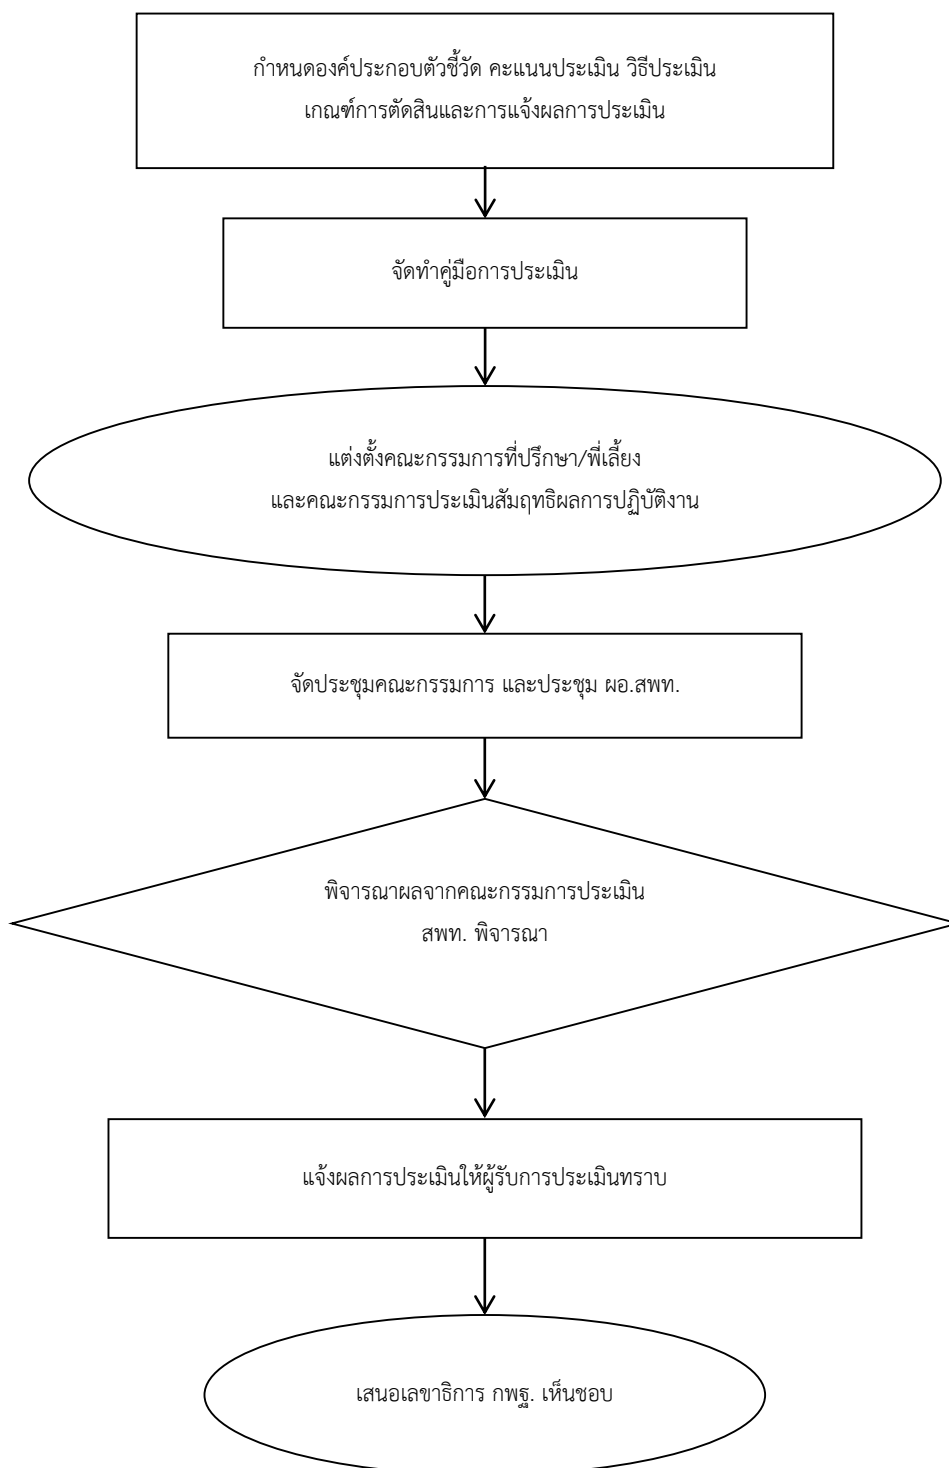 กำหนดองค์ประกอบตัวชี้วัด คะแนนประเมิน วิธีประเมิน
เกณฑ์การตัดสินและการแจ้งผลการประเมิน
จัดทำคู่มือการประเมิน
แต่งตั้งคณะกรรมการที่ปรึกษา/พี่เลี้ยง
และคณะกรรมการประเมินสัมฤทธิผลการปฏิบัติงาน
จัดประชุมคณะกรรมการ และประชุม ผอ.สพท.
พิจารณาผลจากคณะกรรมการประเมิน
สพท. พิจารณา
แจ้งผลการประเมินให้ผู้รับการประเมินทราบ
เสนอเลขาธิการ กพฐ. เห็นชอบ